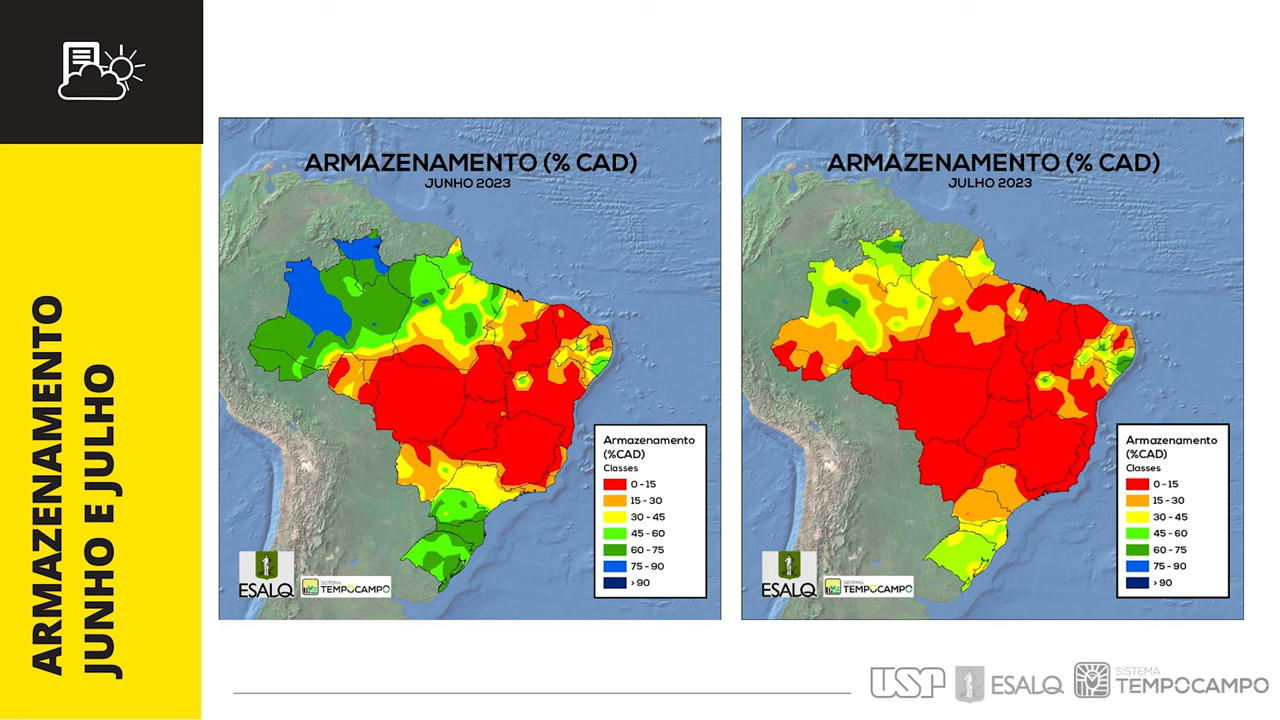 ARMAZENAMENTO
JUNHO E JULHO
ARMAZENAMENTO (% CAD)
JUNHO 2023
Armazenamento
(%CAD)
Classes
0 - 15
15 - 30
30 - 45
45 - 60
60 - 75
75 - 90
> 90
ESALQ
SISTEMA
TEMPOCAMPO
ARMAZENAMENTO (% CAD)
JULHO 2023
Armazenamento
(%CAD)
Classes
0 - 15
15 - 30
30 - 45
45 - 60
60 - 75
75 - 90
> 90
ESALQ
SISTEMA
TEMPOCAMPO
USP
ESALQ
SISTEMA
TEMPOCAMPO